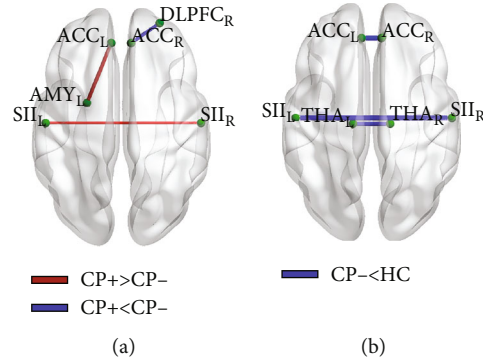 DLPFC_R
ACC_L ACC_R
AMY_L
SII_L SII_R
CP+>CP−
CP+<CP−
(a)
ACC_L ACC_R
SII_L THA_L THA_R SII_R
CP−<HC
(b)